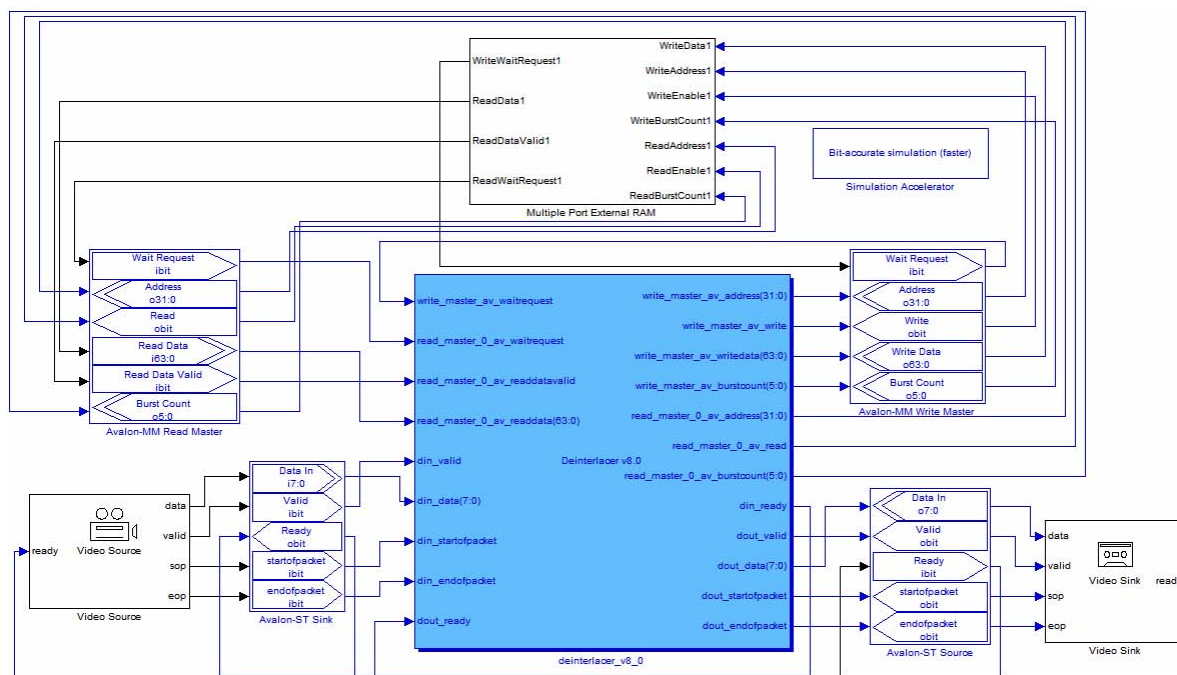 WriteWaitRequest1
ReadData1
ReadDataValid1
ReadWaitRequest1
WriteData1
WriteAddress1
WriteEnable1
WriteBurstCount1
ReadAddress1
ReadEnable1
ReadBurstCount1
Multiple Port External RAM
Bit-accurate simulation (faster)
Simulation Accelerator
Wait Request
ibit
Address
o31:0
Read
obit
Read Data
i63:0
Read Data Valid
ibit
Burst Count
o5:0
Avalon-MM Read Master
write_master_av_waitrequest
read_master_0_av_waitrequest
read_master_0_av_readdatavalid
read_master_0_av_readdata(63:0)
din_valid
din_data(7:0)
din_startofpacket
din_endofpacket
dout_ready
Deinterlacer v8.0
write_master_av_address(31:0)
write_master_av_write
write_master_av_writedata(63:0)
write_master_av_burstcount(5:0)
read_master_0_av_address(31:0)
read_master_0_av_read
read_master_0_av_burstcount(5:0)
din_ready
dout_valid
dout_data(7:0)
dout_startofpacket
dout_endofpacket
deinterlacer_v8_0
Wait Request
ibit
Address
o31:0
Write
obit
Write Data
o63:0
Burst Count
o5:0
Avalon-MM Write Master
ready
Video Source
data
valid
sop
eop
Video Source
Data In
i7:0
Valid
ibit
Ready
obit
startofpacket
ibit
endofpacket
ibit
Avalon-ST Sink
Data In
o7:0
Valid
obit
Ready
ibit
startofpacket
obit
endofpacket
obit
Avalon-ST Source
data
valid
sop
eop
Video Sink
read
Video Sink